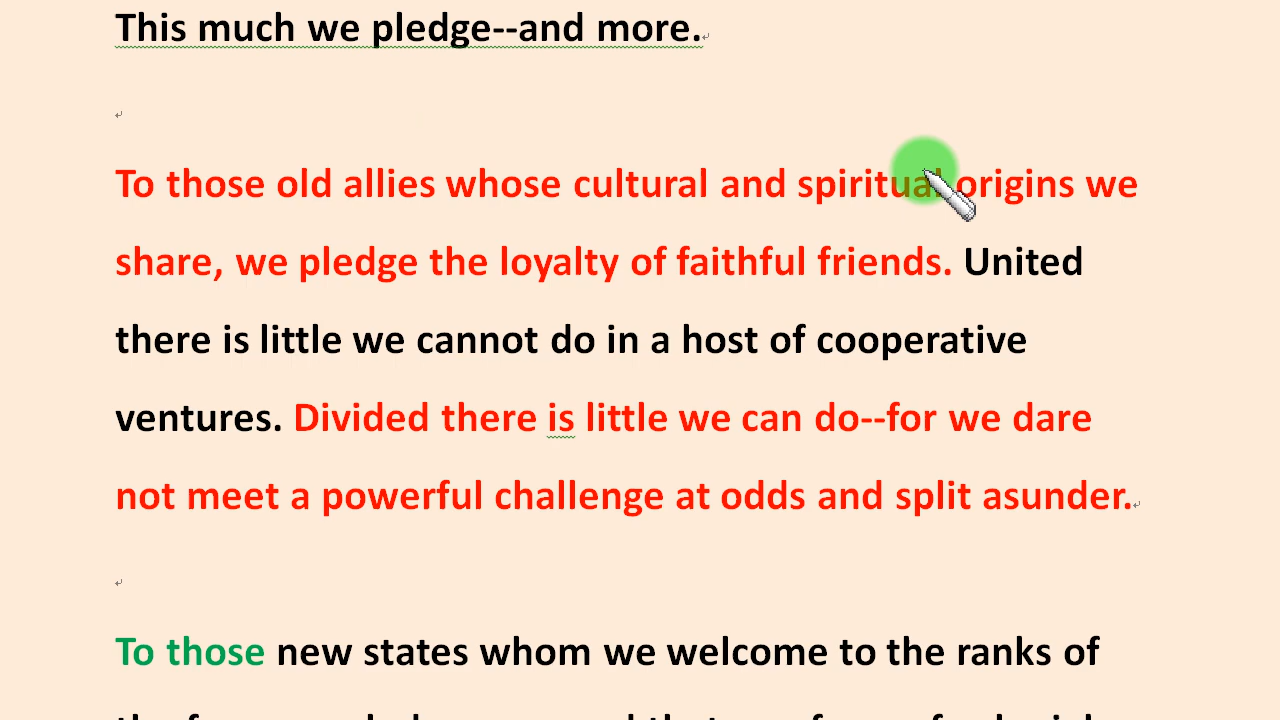 This much we pledge--and more.
To those old allies whose cultural and spiritual origins we
share, we pledge the loyalty of faithful friends. United
there is little we cannot do in a host of cooperative
ventures. Divided there is little we can do--for we dare
not meet a powerful challenge at odds and split asunder.
To those new states whom we welcome to the ranks of